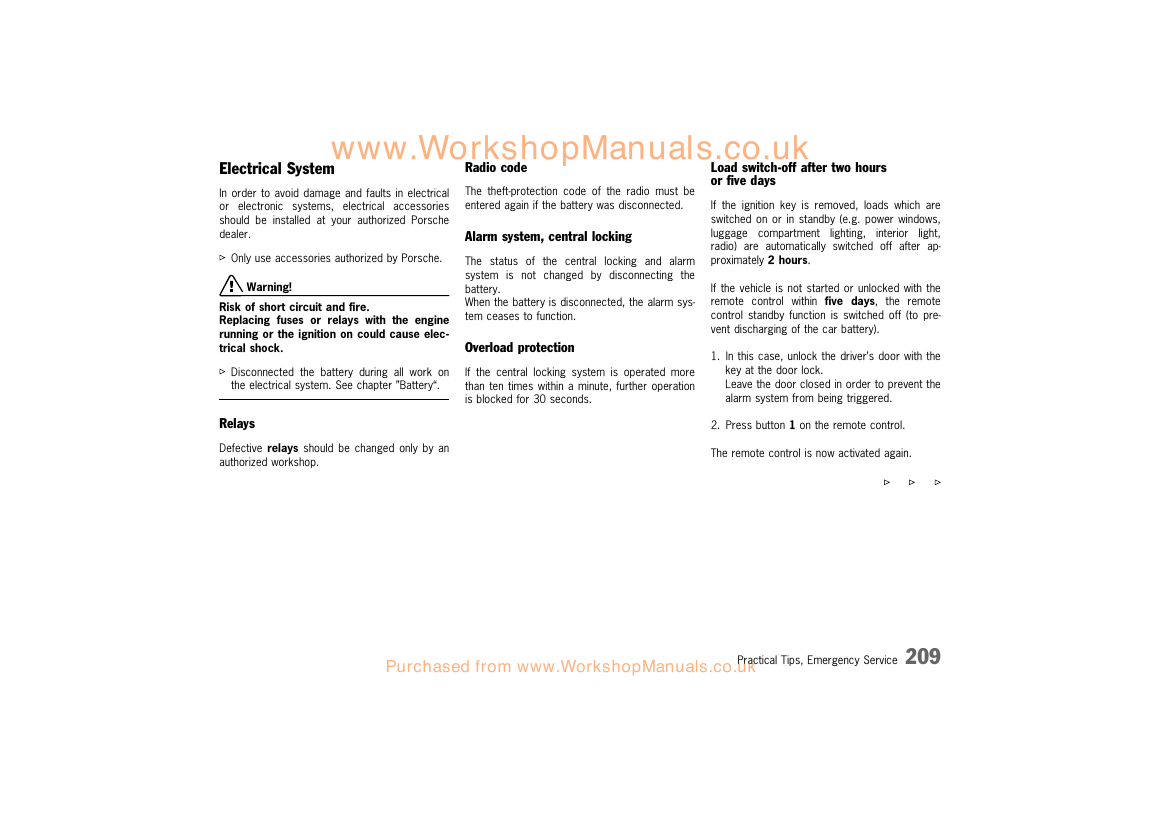 www.WorkshopManuals.co.uk
Electrical System
In order to avoid damage and faults in electrical
or electronic systems, electrical accessories
should be installed at your authorized Porsche
dealer.
▷ Only use accessories authorized by Porsche.
Warning!
Risk of short circuit and fire.
Replacing fuses or relays with the engine
running or the ignition on could cause elec-
trical shock.
▷ Disconnected the battery during all work on
the electrical system. See chapter ”Battery“.
Relays
Defective relays should be changed only by an
authorized workshop.
Radio code
The theft-protection code of the radio must be
entered again if the battery was disconnected.
Alarm system, central locking
The status of the central locking and alarm
system is not changed by disconnecting the
battery.
When the battery is disconnected, the alarm sys-
tem ceases to function.
Overload protection
If the central locking system is operated more
than ten times within a minute, further operation
is blocked for 30 seconds.
Load switch-off after two hours
or five days
If the ignition key is removed, loads which are
switched on or in standby (e.g. power windows,
luggage compartment lighting, interior light,
radio) are automatically switched off after ap-
proximately 2 hours.
If the vehicle is not started or unlocked with the
remote control within five days, the remote
control standby function is switched off (to pre-
vent discharging of the car battery).
1. In this case, unlock the driver's door with the
key at the door lock.
Leave the door closed in order to prevent the
alarm system from being triggered.
2. Press button 1 on the remote control.
The remote control is now activated again.
▷ ▷ ▷
Practical Tips, Emergency Service 209
Purchased from www.WorkshopManuals.co.uk